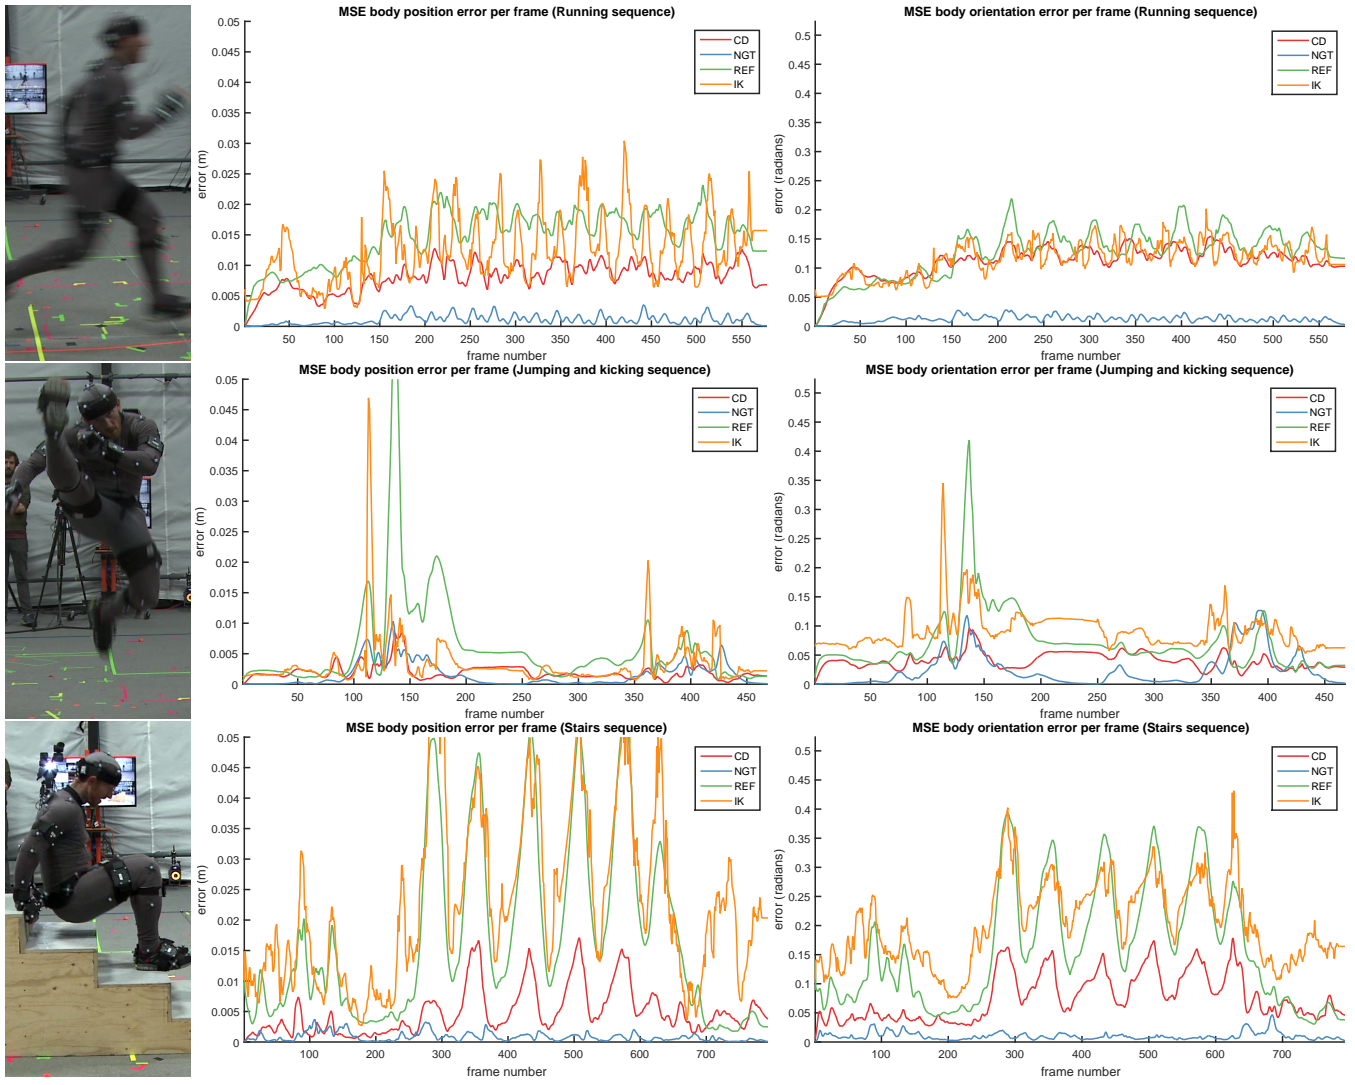 MSE body position error per frame (Running sequence)
0.05
0.045
0.04
0.035
0.03
0.025
0.02
0.015
0.01
0.005
0
error (m)
CD
NGT
REF
IK
50 100 150 200 250 300 350 400 450 500 550
frame number
MSE body orientation error per frame (Running sequence)
0.5
0.45
0.4
0.35
0.3
0.25
0.2
0.15
0.1
0.05
0
error (radians)
CD
NGT
REF
IK
50 100 150 200 250 300 350 400 450 500 550
frame number
MSE body position error per frame (Jumping and kicking sequence)
0.05
0.045
0.04
0.035
0.03
0.025
0.02
0.015
0.01
0.005
0
error (m)
CD
NGT
REF
IK
50 100 150 200 250 300 350 400 450
frame number
MSE body orientation error per frame (Jumping and kicking sequence)
0.5
0.45
0.4
0.35
0.3
0.25
0.2
0.15
0.1
0.05
0
error (radians)
CD
NGT
REF
IK
50 100 150 200 250 300 350 400 450
frame number
MSE body position error per frame (Stairs sequence)
0.05
0.045
0.04
0.035
0.03
0.025
0.02
0.015
0.01
0.005
0
error (m)
CD
NGT
REF
IK
100 200 300 400 500 600 700
frame number
MSE body orientation error per frame (Stairs sequence)
0.5
0.45
0.4
0.35
0.3
0.25
0.2
0.15
0.1
0.05
0
error (radians)
CD
NGT
REF
IK
100 200 300 400 500 600 700
frame number